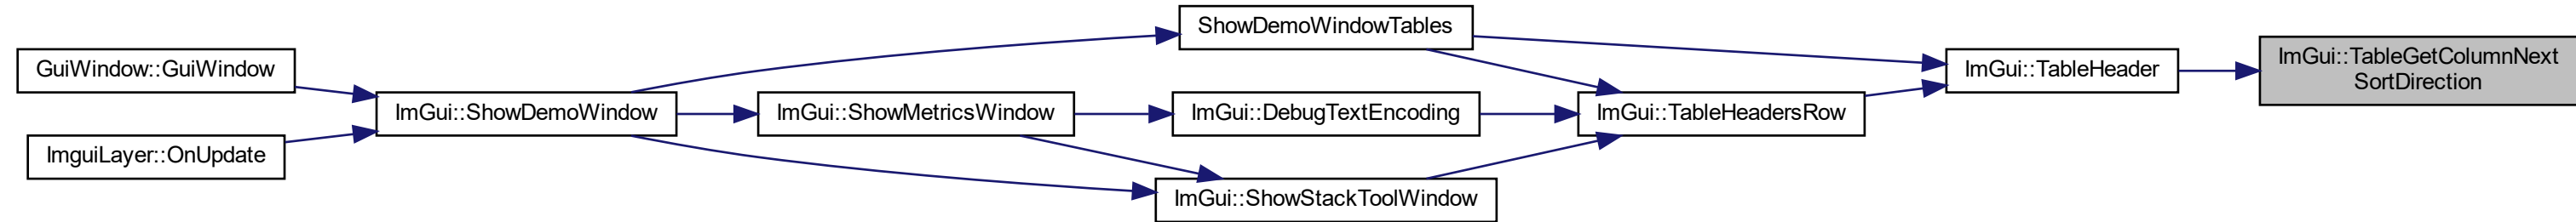 GuiWindow::GuiWindow
ImguiLayer::OnUpdate
ImGui::ShowDemoWindow
ImGui::ShowMetricsWindow
ShowDemoWindowTables
ImGui::DebugTextEncoding
ImGui::ShowStackToolWindow
ImGui::TableHeadersRow
ImGui::TableHeader
ImGui::TableGetColumnNext
SortDirection